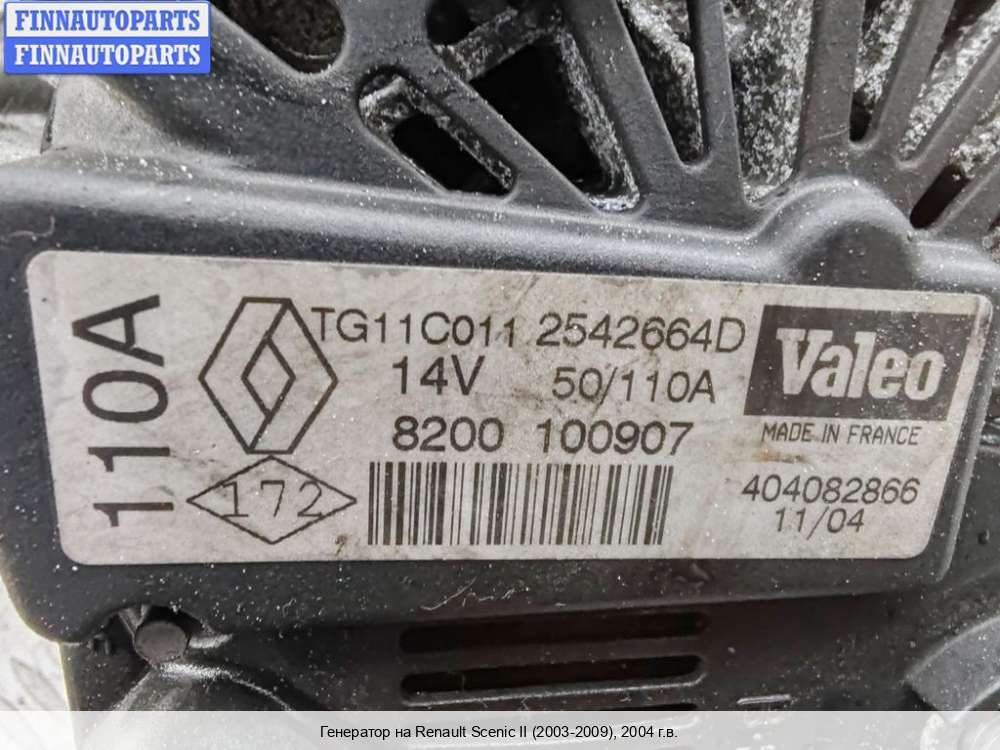 FINNAUTOPARTS
FINNAUTOPARTS
110A
TG11C011 2542664D
14V 50/110A
8200 100907
172
Valeo
MADE IN FRANCE
404082866
11/04
Генератор на Renault Scenic II (2003-2009), 2004 г.в.